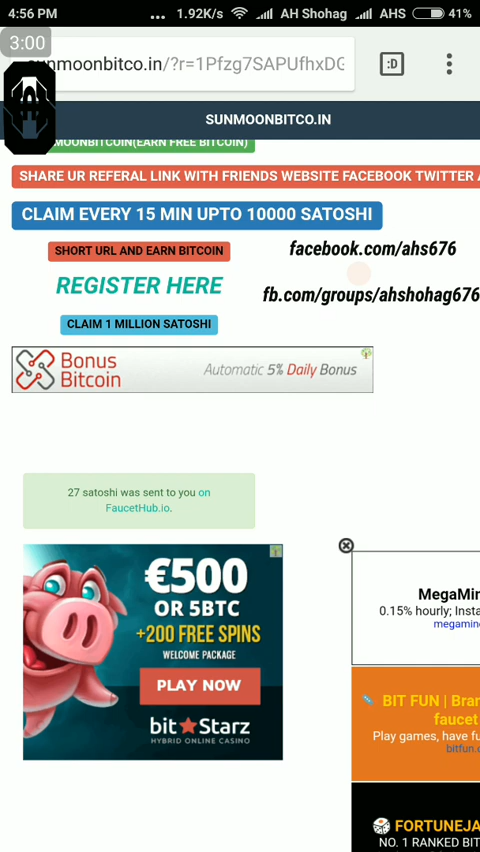 4:56 PM ... 1.92K/s AH Shohag AHS 41%
3:00
sunmoonbitco.in/?r=1Pfzg7SAPUfhxDG
:D
SUNMOONBITCO.IN
MOONBITCOIN(EARN FREE BITCOIN)
SHARE UR REFERAL LINK WITH FRIENDS WEBSITE FACEBOOK TWITTER
CLAIM EVERY 15 MIN UPTO 10000 SATOSHI
SHORT URL AND EARN BITCOIN
facebook.com/ahs676
REGISTER HERE
fb.com/groups/ahshohag676
CLAIM 1 MILLION SATOSHI
Bonus
Bitcoin
Automatic 5% Daily Bonus
27 satoshi was sent to you on
FaucetHub.io.
€500
OR 5BTC
+200 FREE SPINS
WELCOME PACKAGE
PLAY NOW
bit★Starz
HYBRID ONLINE CASINO
MegaMin
0.15% hourly; Insta
megamine
BIT FUN | Bran
faucet
Play games, have fu
bitfun.c
FORTUNEJA
NO. 1 RANKED BIT